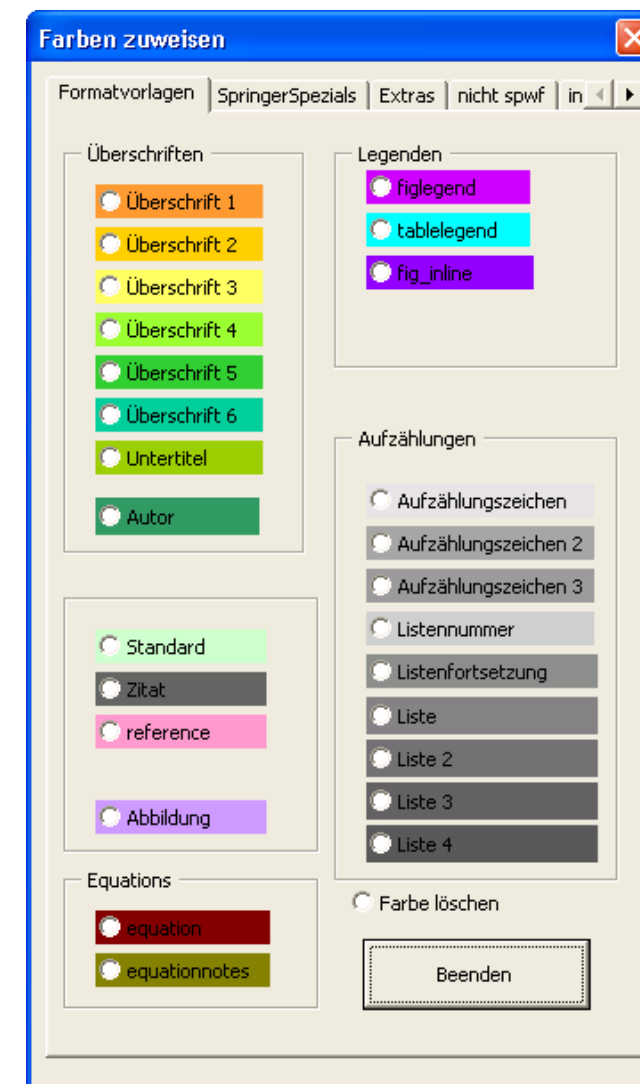 Farben zuweisen
Formatvorlagen SpringerSpezials Extras nicht spwf in
Überschriften
Überschrift 1
Überschrift 2
Überschrift 3
Überschrift 4
Überschrift 5
Überschrift 6
Untertitel
Autor
Legenden
figlegend
tablelegend
fig_inline
Aufzählungen
Aufzählungszeichen
Aufzählungszeichen 2
Aufzählungszeichen 3
Listennummer
Listenfortsetzung
Liste
Liste 2
Liste 3
Liste 4
Standard
Zitat
reference
Abbildung
Equations
equation
equationnotes
Farbe löschen
Beenden